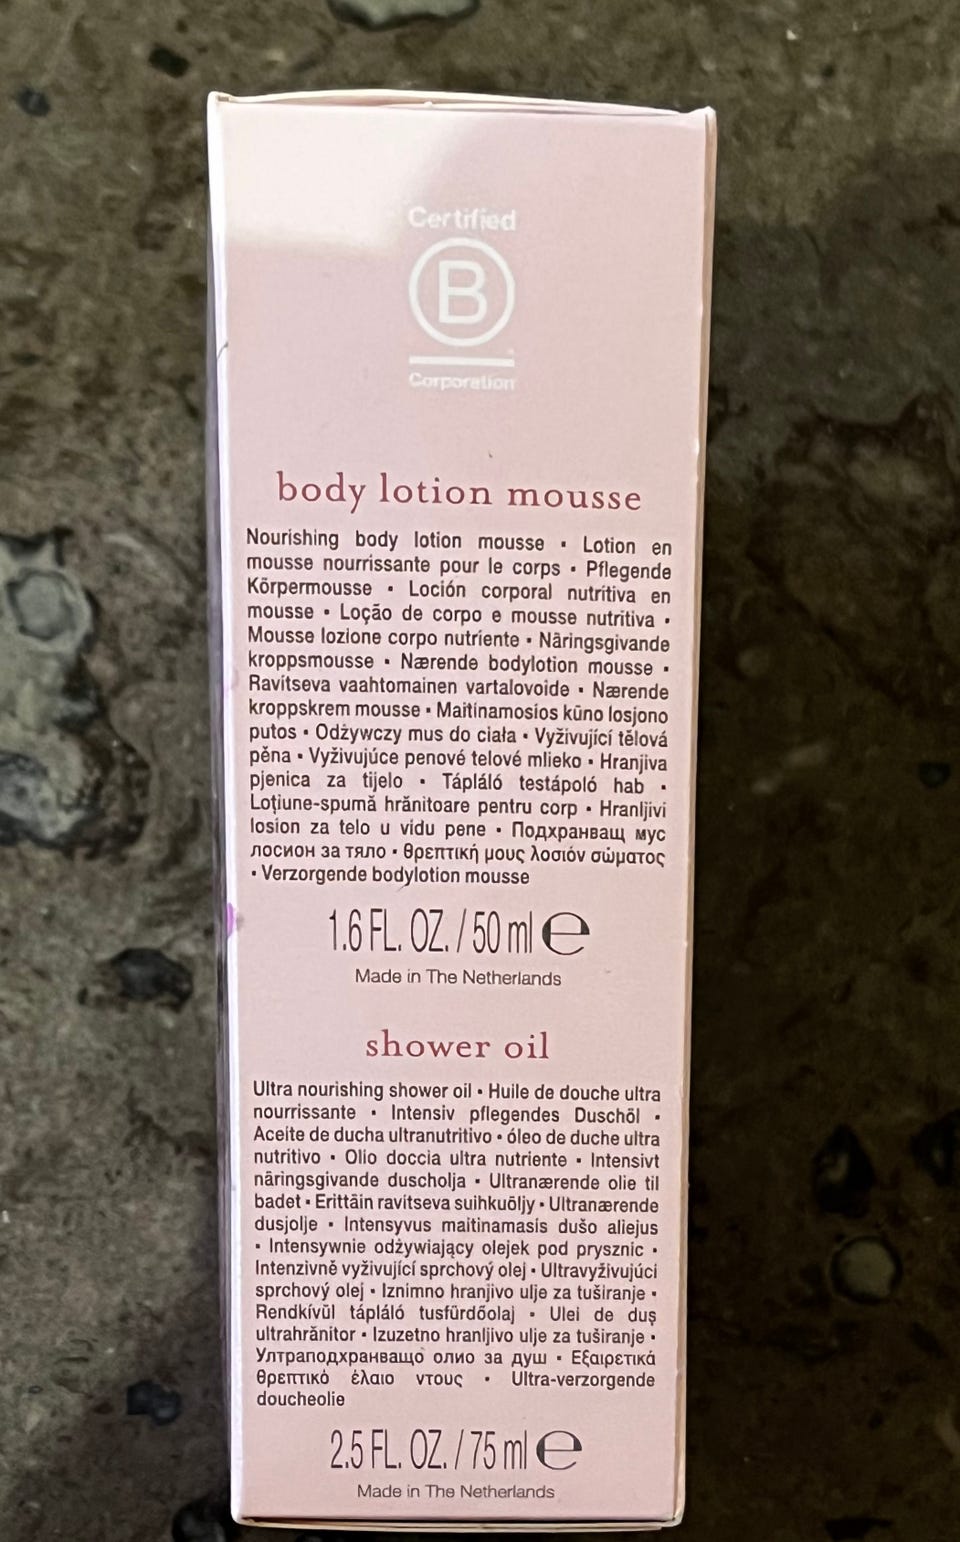 Certified
B
Corporation
body lotion mousse
Nourishing body lotion mousse ▪ Lotion en
mousse nourrissante pour le corps ▪ Pflegende
Körpermousse ▪ Loción corporal nutritiva en
mousse ▪ Loção de corpo e mousse nutritiva ▪
Mousse lozione corpo nutriente ▪ Näringsgivande
kroppsmousse ▪ Nærende bodylotion mousse ▪
Ravitseva vaahtomainen vartalovoide ▪ Nærende
kroppskrem mousse ▪ Maitinamosios kūno losjono
putos ▪ Odżywczy mus do ciała ▪ Vyživující tělová
pěna ▪ Vyživujúce penové telové mlieko ▪ Hranjiva
pjenica za tijelo ▪ Tápláló testápoló hab ▪
Loțiune-spumă hrănitoare pentru corp ▪ Hranljivi
losion za telo u vidu pene ▪ Подхранващ мус
лосион за тяло ▪ θρεπτική μους λοσιόν σώματος
▪ Verzorgende bodylotion mousse
1.6 FL. OZ. / 50 ml ℮
Made in The Netherlands
shower oil
Ultra nourishing shower oil ▪ Huile de douche ultra
nourrissante ▪ Intensiv pflegendes Duschöl ▪
Aceite de ducha ultranutritivo ▪ óleo de duche ultra
nutritivo ▪ Olio doccia ultra nutriente ▪ Intensivt
näringsgivande duscholja ▪ Ultranærende olie til
badet ▪ Erittäin ravitseva suihkuöljy ▪ Ultranærende
dusjolje ▪ Intensyvus maitinamasis dušo aliejus
▪ Intensywnie odżywiający olejek pod prysznic ▪
Intenzivně vyživující sprchový olej ▪ Ultravyživujúci
sprchový olej ▪ Iznimno hranjivo ulje za tuširanje ▪
Rendkívül tápláló tusfürdőolaj ▪ Ulei de duș
ultrahrănitor ▪ Izuzetno hranljivo ulje za tuširanje ▪
Ултраподхранващо олио за душ ▪ Εξαιρετικά
θρεπτικό έλαιο ντους ▪ Ultra-verzorgende
doucheolie
2.5 FL. OZ. / 75 ml ℮
Made in The Netherlands